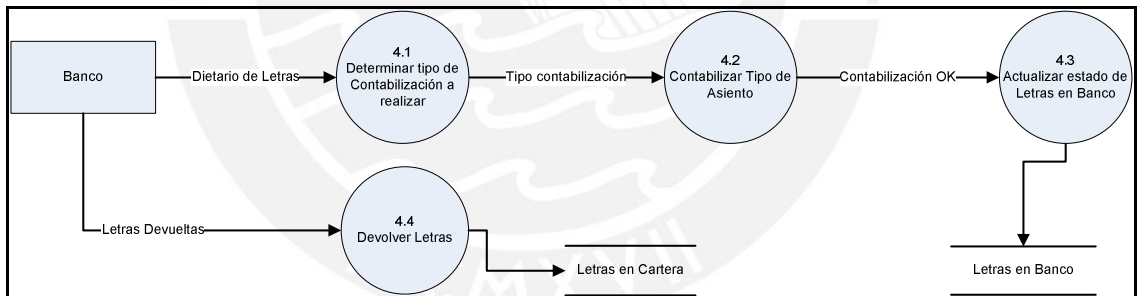 Banco
Dietario de Letras
4.1
Determinar tipo de
Contabilización a
realizar
Tipo contabilización
4.2
Contabilizar Tipo de
Asiento
Contabilización OK
4.3
Actualizar estado de
Letras en Banco
Letras Devueltas
4.4
Devolver Letras
Letras en Cartera
Letras en Banco
MXVII